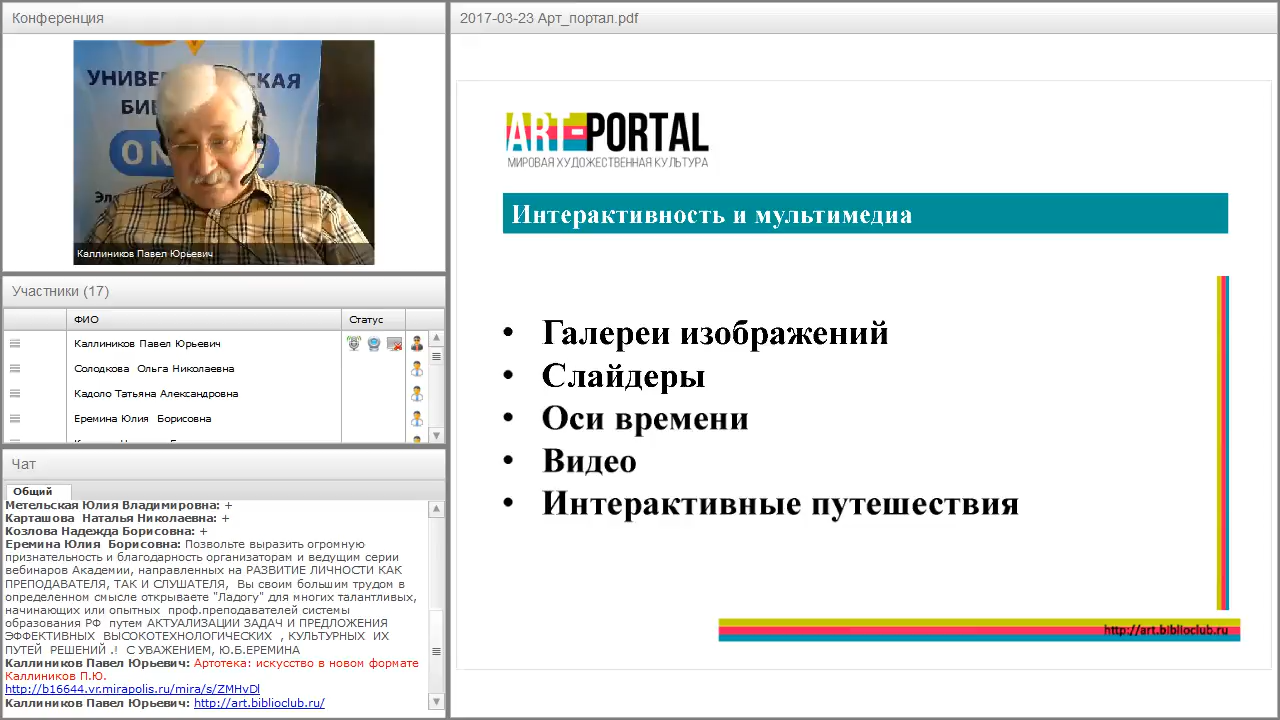 Конференция
УНИВЕР СКАЯ
БИБ А
ON E
Эл
Каллиников Павел Юрьевич
Участники (17)
ФИО
Статус
Каллиников Павел Юрьевич
Солодкова Ольга Николаевна
Кадоло Татьяна Александровна
Еремина Юлия Борисовна
Чат
Общий
Метельская Юлия Владимировна: +
Карташова Наталья Николаевна: +
Козлова Надежда Борисовна: +
Еремина Юлия Борисовна: Позвольте выразить огромную
признательность и благодарность организаторам и ведущим серии
вебинаров Академии, направленных на РАЗВИТИЕ ЛИЧНОСТИ КАК
ПРЕПОДАВАТЕЛЯ, ТАК И СЛУШАТЕЛЯ, Вы своим большим трудом в
определенном смысле открываете "Ладогу" для многих талантливых,
начинающих или опытных проф.преподавателей системы
образования РФ путем АКТУАЛИЗАЦИИ ЗАДАЧ И ПРЕДЛОЖЕНИЯ
ЭФФЕКТИВНЫХ ВЫСОКОТЕХНОЛОГИЧЕСКИХ , КУЛЬТУРНЫХ ИХ
ПУТЕЙ РЕШЕНИЙ .! С УВАЖЕНИЕМ, Ю.Б.ЕРЕМИНА
Каллиников Павел Юрьевич: Артотека: искусство в новом формате
Каллиников П.Ю.
http://b16644.vr.mirapolis.ru/mira/s/ZMHvDl
Каллиников Павел Юрьевич: http://art.biblioclub.ru/
2017-03-23 Арт_портал.pdf
ART-PORTAL
МИРОВАЯ ХУДОЖЕСТВЕННАЯ КУЛЬТУРА
Интерактивность и мультимедиа
• Галереи изображений
• Слайдеры
• Оси времени
• Видео
• Интерактивные путешествия
http://art.biblioclub.ru